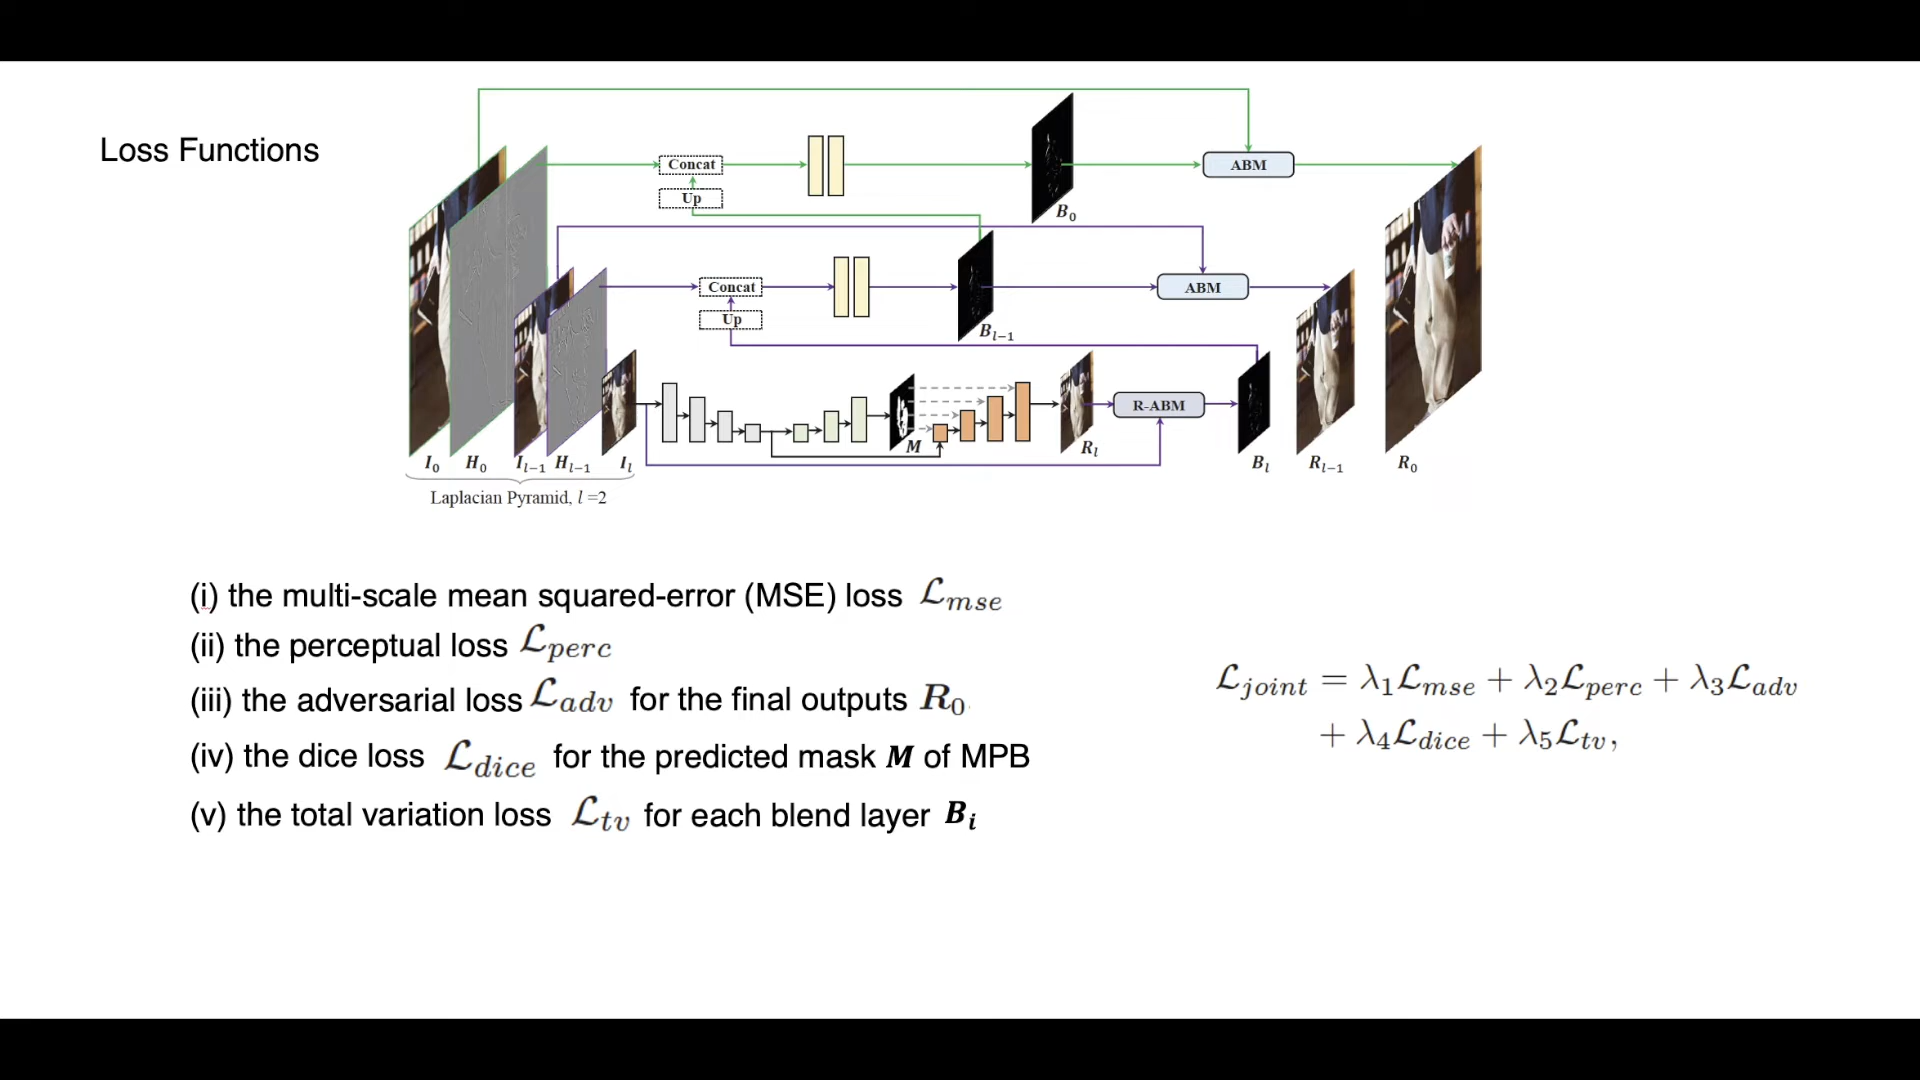 Loss Functions
Concat
Up
B₀
ABM
Concat
Up
Bₗ₋₁
ABM
M
Rₗ
R-ABM
I₀ H₀ Iₗ₋₁ Hₗ₋₁ Iₗ
Bₗ Rₗ₋₁ R₀
Laplacian Pyramid, l =2
(i) the multi-scale mean squared-error (MSE) loss ℒmse
(ii) the perceptual loss ℒperc
(iii) the adversarial loss ℒadv for the final outputs R₀.
(iv) the dice loss ℒdice for the predicted mask M of MPB
(v) the total variation loss ℒtv for each blend layer Bᵢ
ℒjoint = λ₁ℒmse + λ₂ℒperc + λ₃ℒadv
+ λ₄ℒdice + λ₅ℒtv,